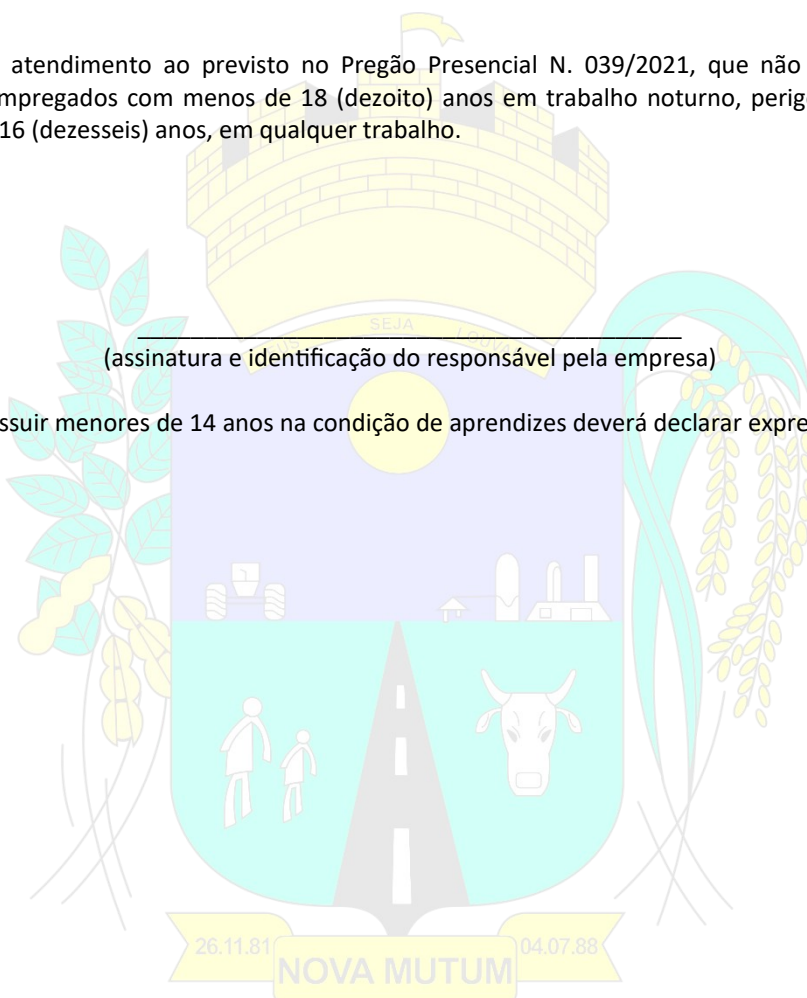 atendimento ao previsto no Pregão Presencial N. 039/2021, que não
mpregados com menos de 18 (dezoito) anos em trabalho noturno, perig
16 (dezesseis) anos, em qualquer trabalho.
SEJA
(assinatura e identificação do responsável pela empresa)
ssuir menores de 14 anos na condição de aprendizes deverá declarar expre
26.11.81
04.07.88
NOVA MUTUM